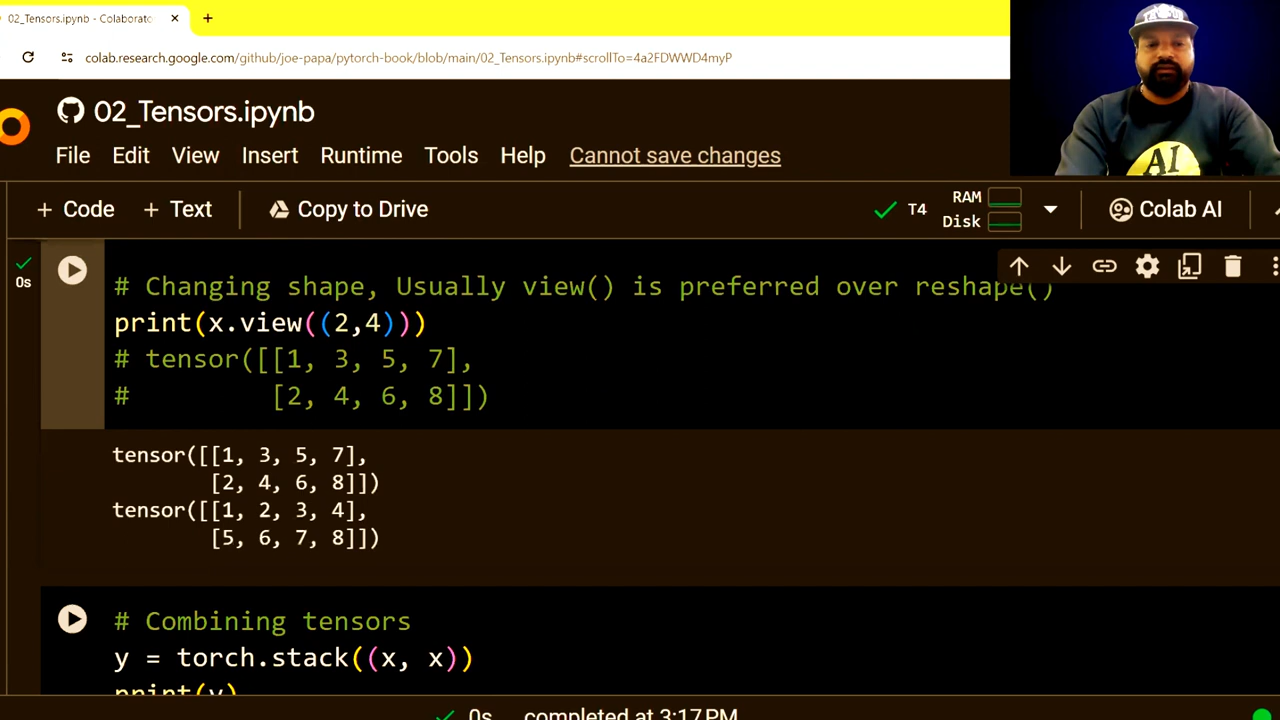 02_Tensors.ipynb - Colaborato
colab.research.google.com/github/joe-papa/pytorch-book/blob/main/02_Tensors.ipynb#scrollTo=4a2FDWWD4myP
02_Tensors.ipynb
File Edit View Insert Runtime Tools Help Cannot save changes
+ Code + Text Copy to Drive T4 RAM Disk Colab AI
0s
# Changing shape, Usually view() is preferred over reshape()
print(x.view((2,4)))
# tensor([[1, 3, 5, 7],
#         [2, 4, 6, 8]])
tensor([[1, 3, 5, 7],
        [2, 4, 6, 8]])
tensor([[1, 2, 3, 4],
        [5, 6, 7, 8]])
# Combining tensors
y = torch.stack((x, x))
print(y)
0s completed at 3:17 PM
AI